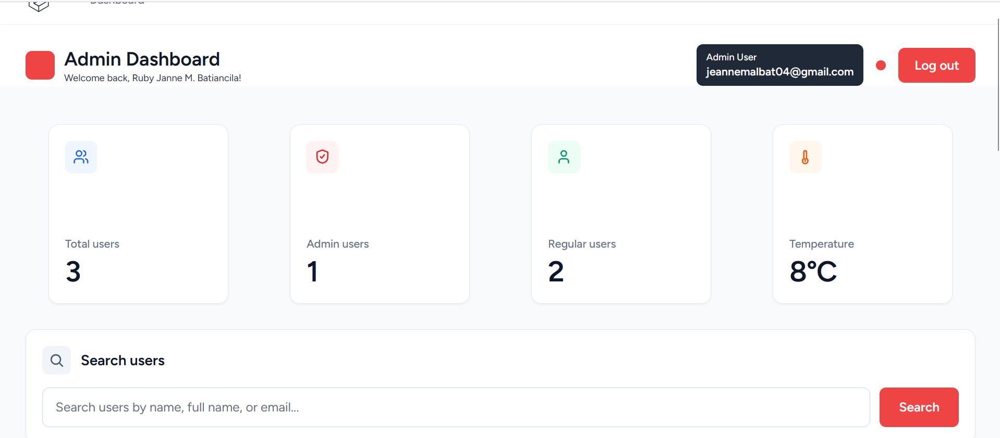 Dashboard
Admin Dashboard
Welcome back, Ruby Janne M. Batiancila!
Admin User
jeannemalbat04@gmail.com
Log out
Total users
3
Admin users
1
Regular users
2
Temperature
8°C
Search users
Search users by name, full name, or email...
Search